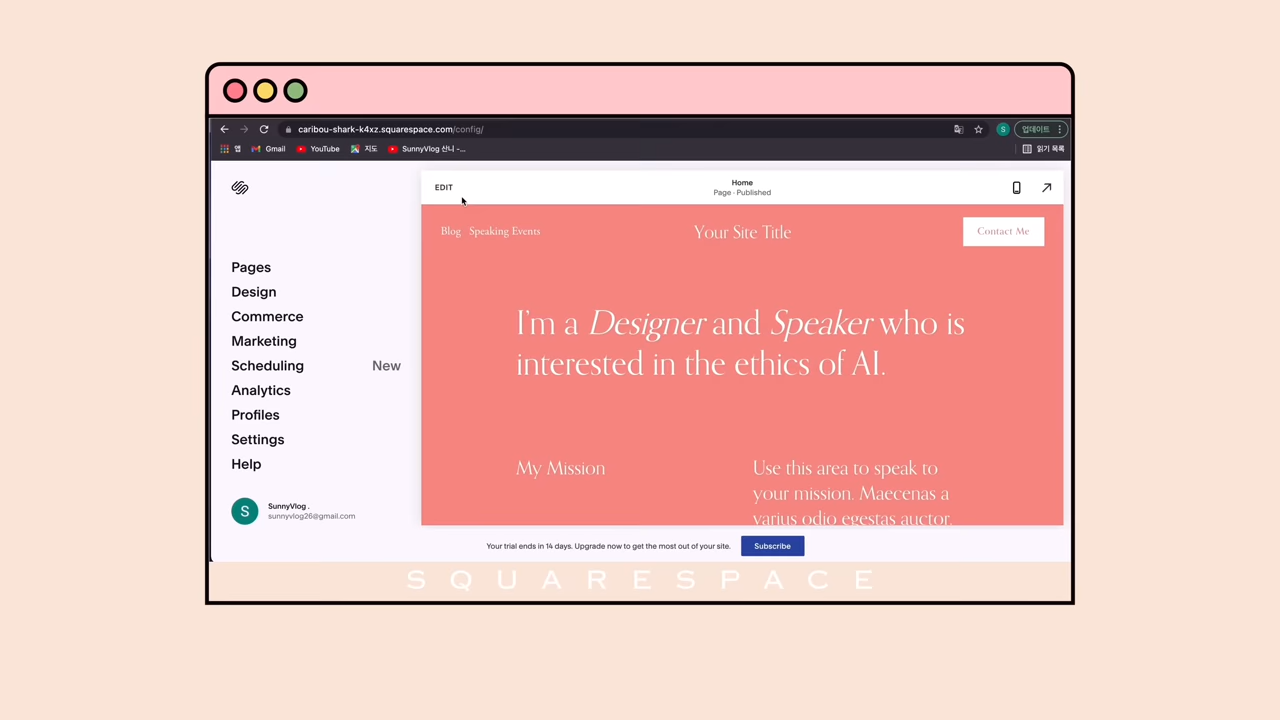 caribou-shark-k4xz.squarespace.com/config/
S
업데이트
앱
Gmail
YouTube
지도
SunnyVlog 산니 -...
읽기 목록
EDIT
Home
Page · Published
Blog Speaking Events
Your Site Title
Contact Me
Pages
Design
Commerce
Marketing
Scheduling New
Analytics
Profiles
Settings
Help
I'm a Designer and Speaker who is
interested in the ethics of AI.
My Mission
Use this area to speak to
your mission. Maecenas a
varius odio egestas auctor.
S
SunnyVlog .
sunnyvlog26@gmail.com
Your trial ends in 14 days. Upgrade now to get the most out of your site.
Subscribe
SQUARESPACE